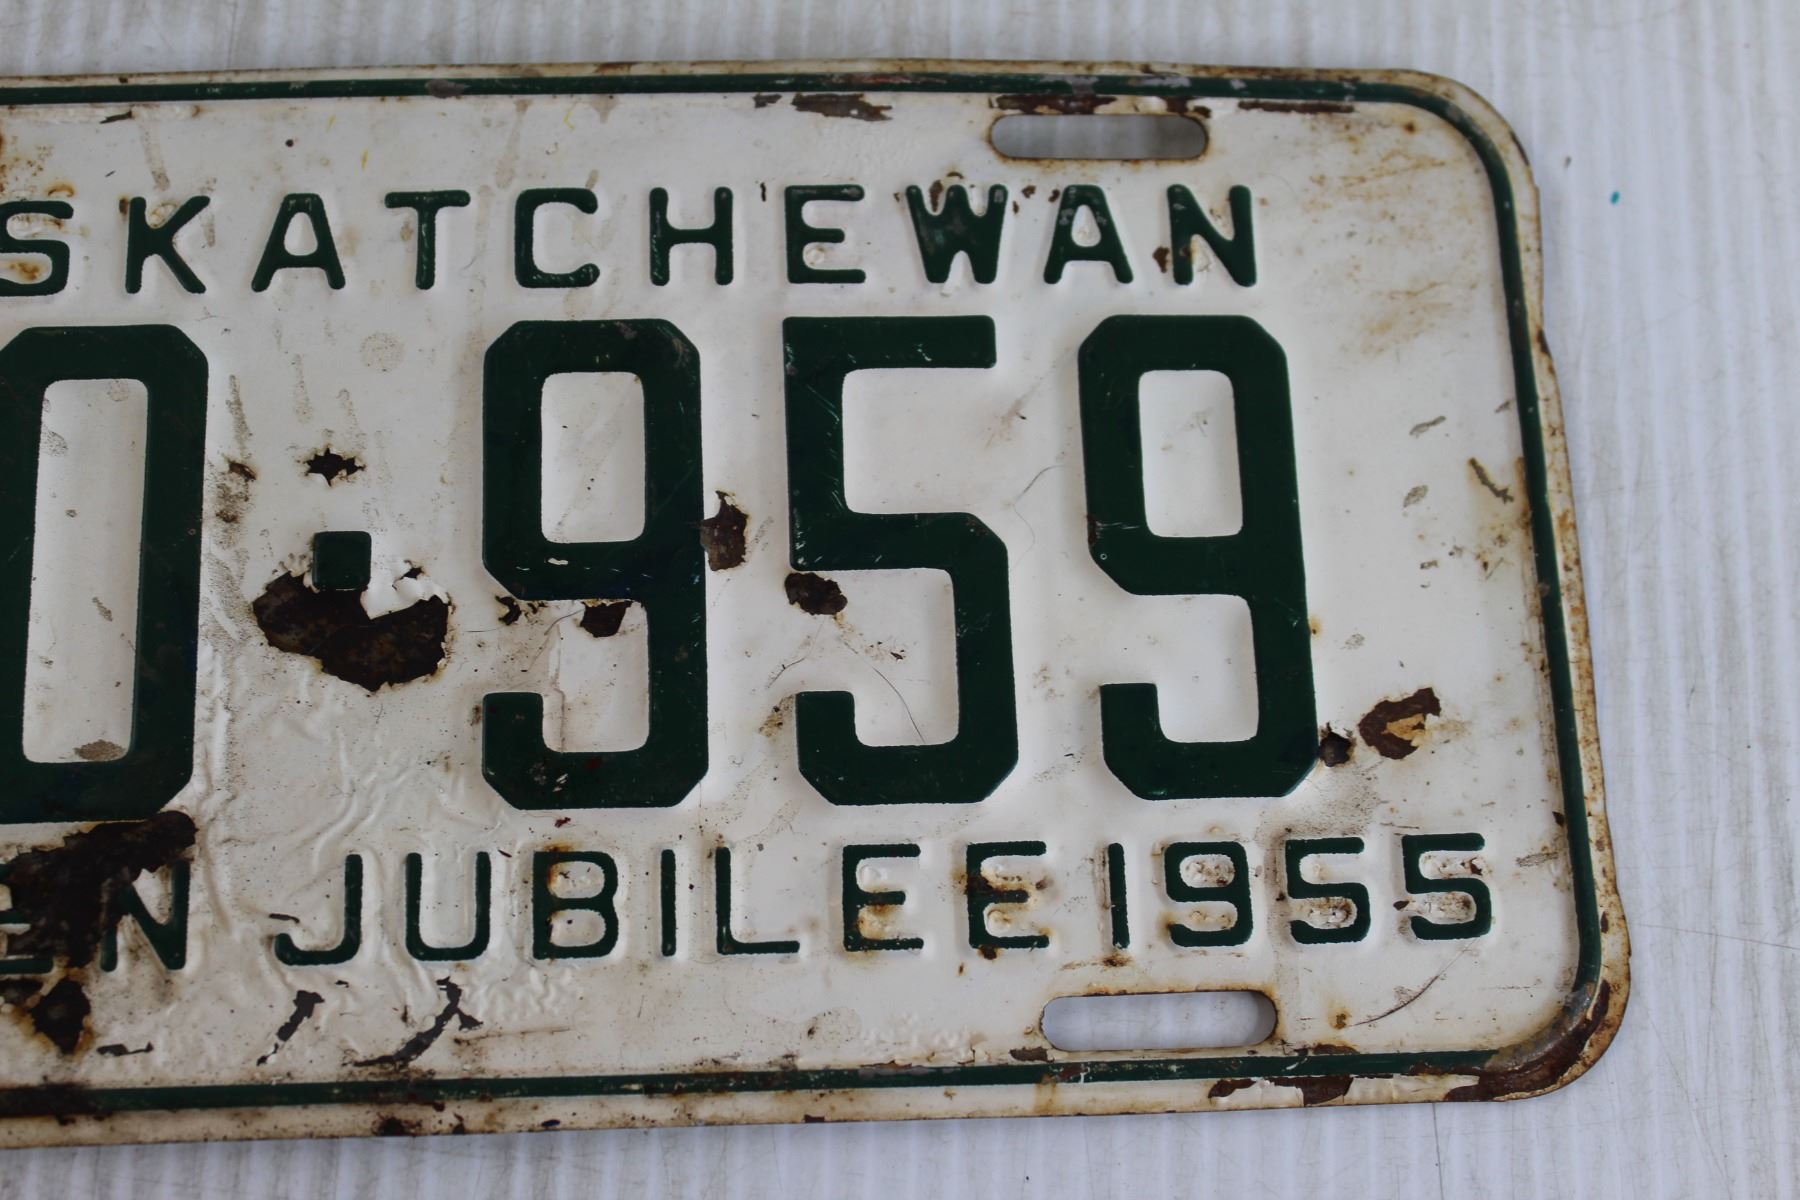 SKATCHEWAN
0·959
EN JUBILEE 1955